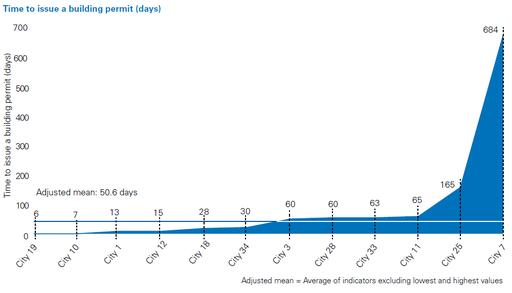 Time to issue a building permit (days)
Time to issue a building permit (days)
700
600
500
400
300
200
100
0
Adjusted mean: 50.6 days
6
7
13
15
28
30
60
60
63
65
165
684
City 19
City 10
City 1
City 12
City 18
City 34
City 3
City 28
City 33
City 11
City 26
City 7
Adjusted mean = Average of indicators excluding lowest and highest values